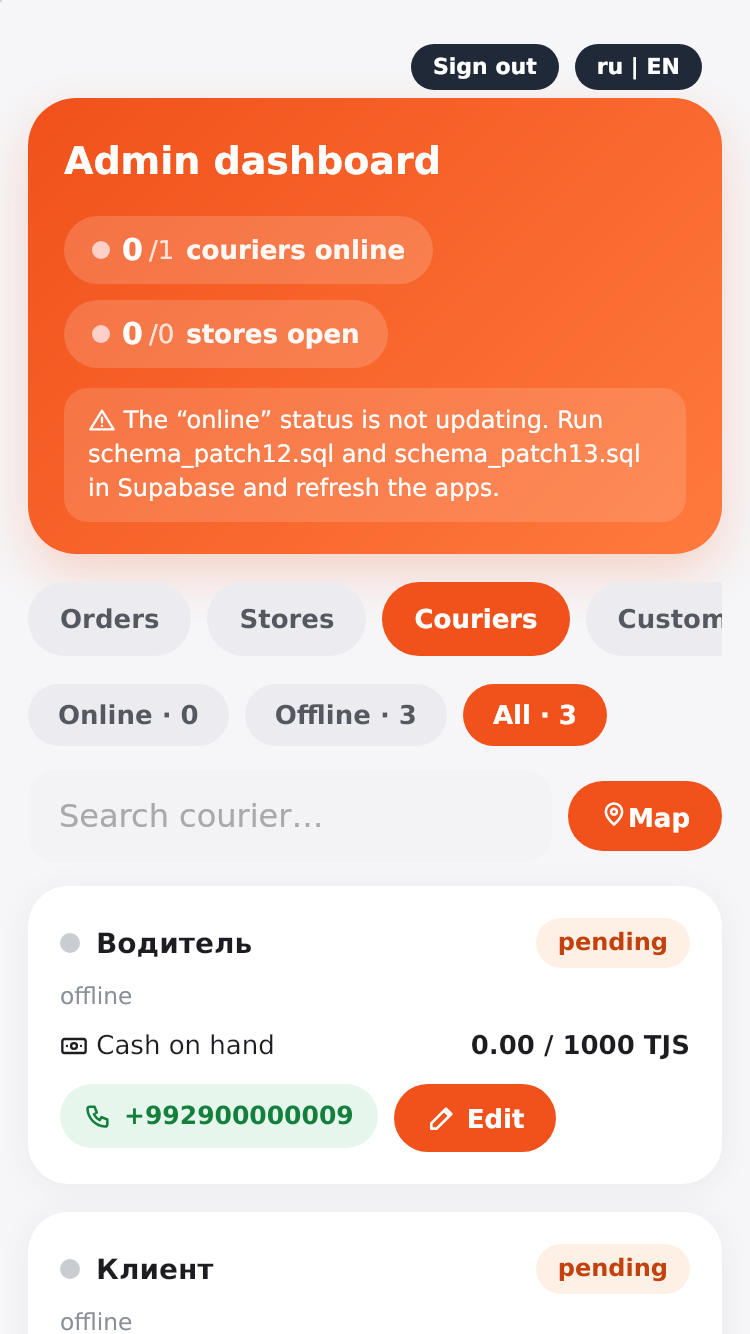 Sign out
ru | EN
Admin dashboard
0 /1 couriers online
0 /0 stores open
The “online” status is not updating. Run
schema_patch12.sql and schema_patch13.sql
in Supabase and refresh the apps.
Orders
Stores
Couriers
Custom
Online · 0
Offline · 3
All · 3
Search courier…
Map
Водитель
pending
offline
Cash on hand
0.00 / 1000 TJS
+992900000009
Edit
Клиент
pending
offline